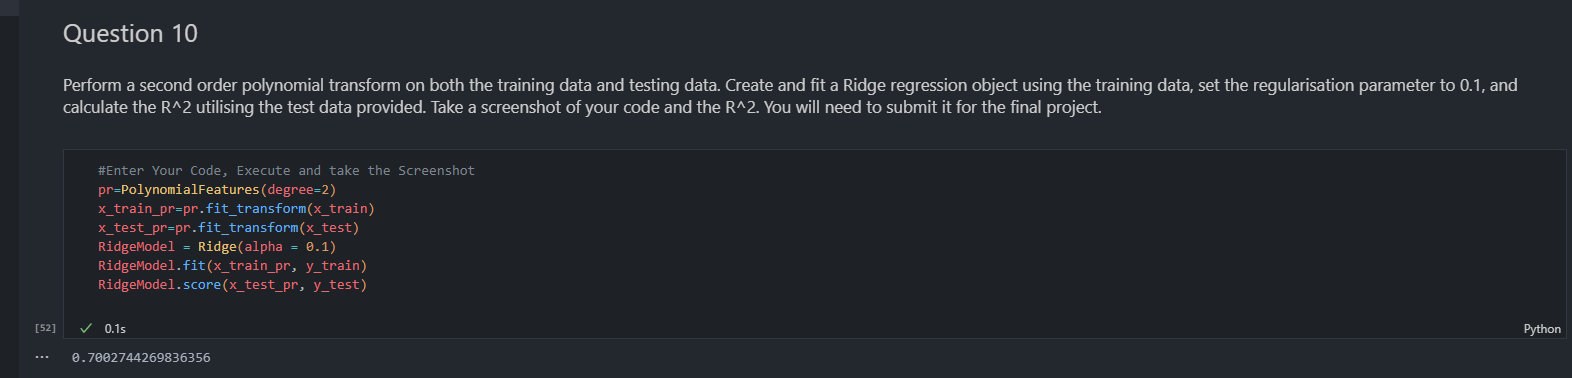 Question 10
Perform a second order polynomial transform on both the training data and testing data. Create and fit a Ridge regression object using the training data, set the regularisation parameter to 0.1, and
calculate the R^2 utilising the test data provided. Take a screenshot of your code and the R^2. You will need to submit it for the final project.
#Enter Your Code, Execute and take the Screenshot
pr=PolynomialFeatures(degree=2)
x_train_pr=pr.fit_transform(x_train)
x_test_pr=pr.fit_transform(x_test)
RidgeModel = Ridge(alpha = 0.1)
RidgeModel.fit(x_train_pr, y_train)
RidgeModel.score(x_test_pr, y_test)
[52] 0.1s Python
0.7002744269836356